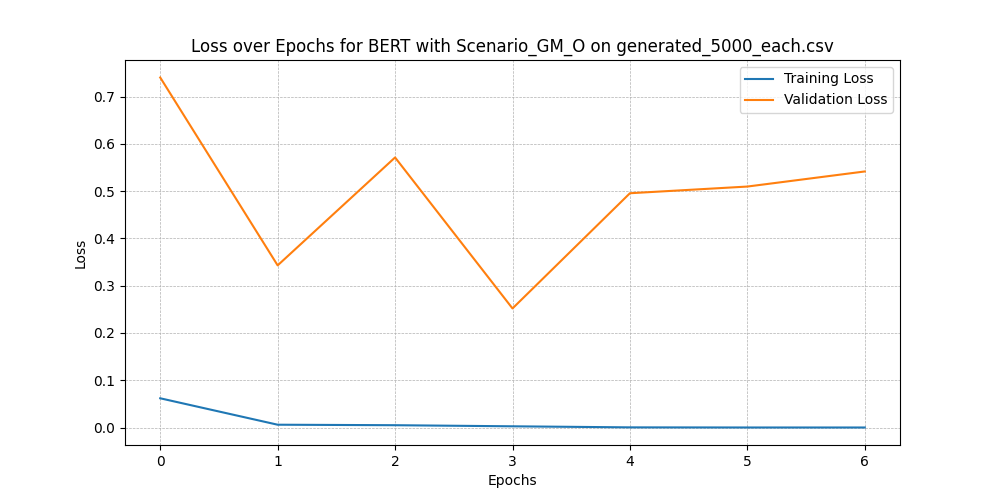 Loss over Epochs for BERT with Scenario_GM_O on generated_5000_each.csv
Training Loss
Validation Loss
Loss
0.7
0.6
0.5
0.4
0.3
0.2
0.1
0.0
0 1 2 3 4 5 6
Epochs